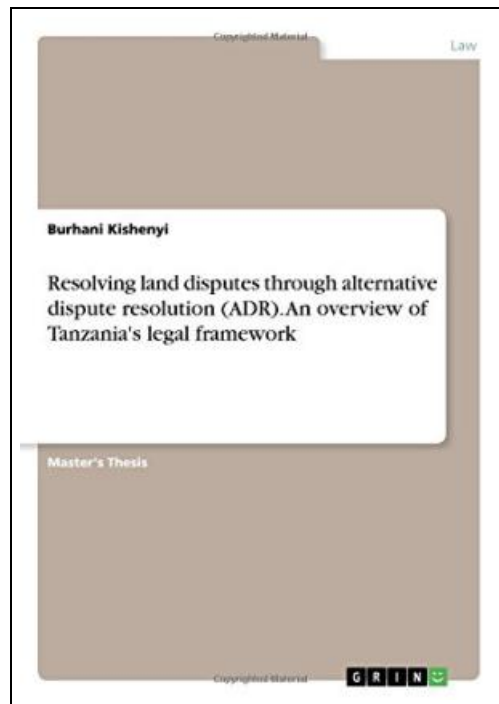 Copyrighted Material
Law
Burhani Kishenyi
Resolving land disputes through alternative
dispute resolution (ADR). An overview of
Tanzania's legal framework
Master's Thesis
Copyrighted Material
GRIN